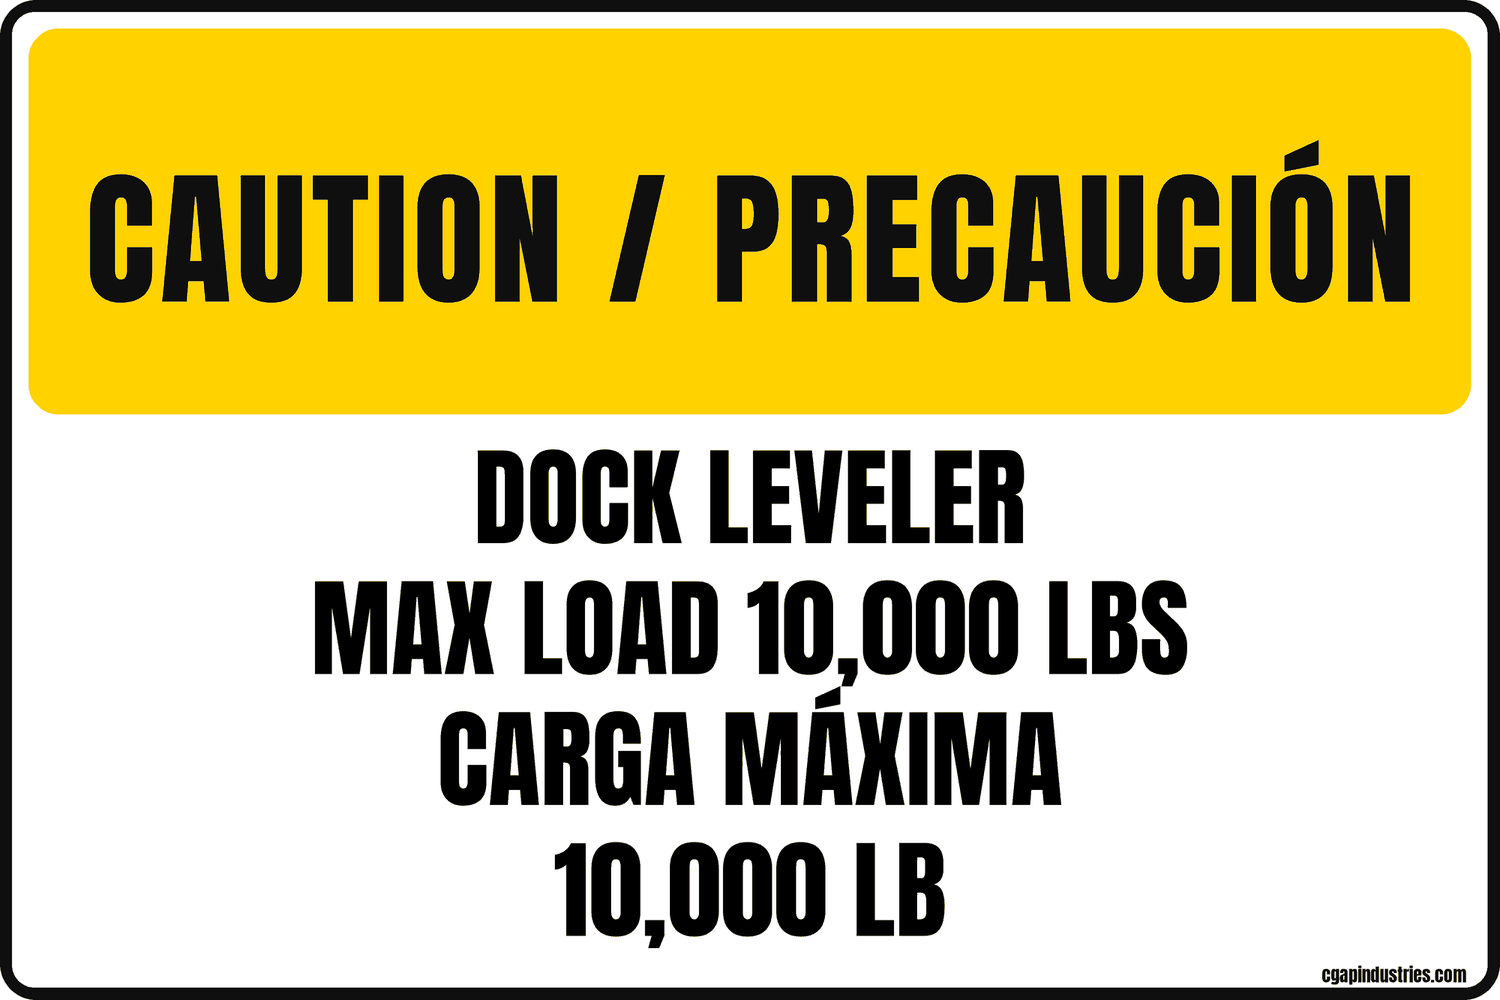 CAUTION / PRECAUCIÓN
DOCK LEVELER
MAX LOAD 10,000 LBS
CARGA MÁXIMA
10,000 LB
cgapindustries.com